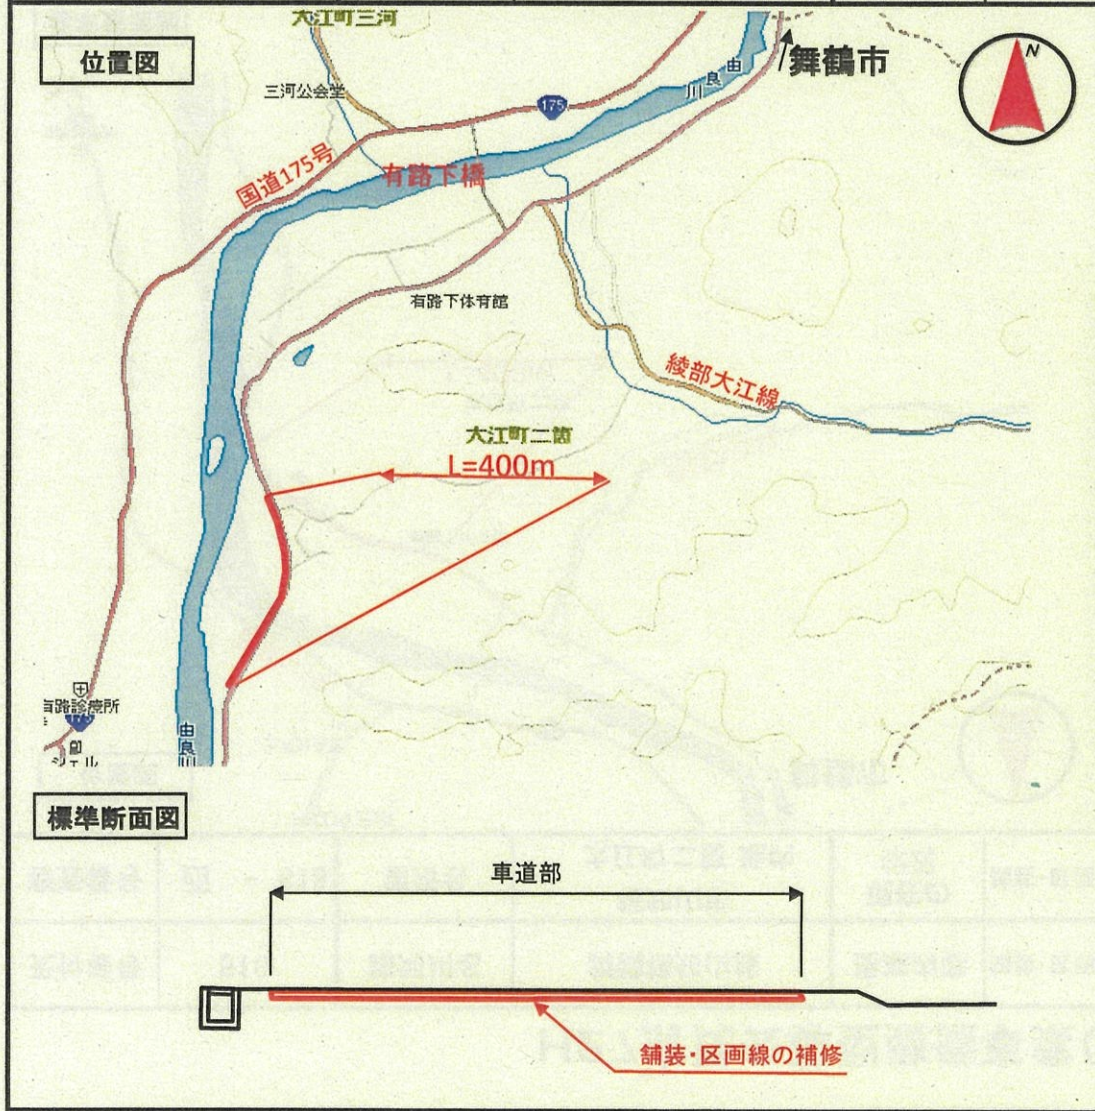 大江町三河
位置図
舞鶴市
N
三河公会堂
175
由良川
国道175号
有路下橋
有路下体育館
綾部大江線
大江町二箇
L=400m
有路診療所
175
由良川
標準断面図
車道部
舗装・区画線の補修